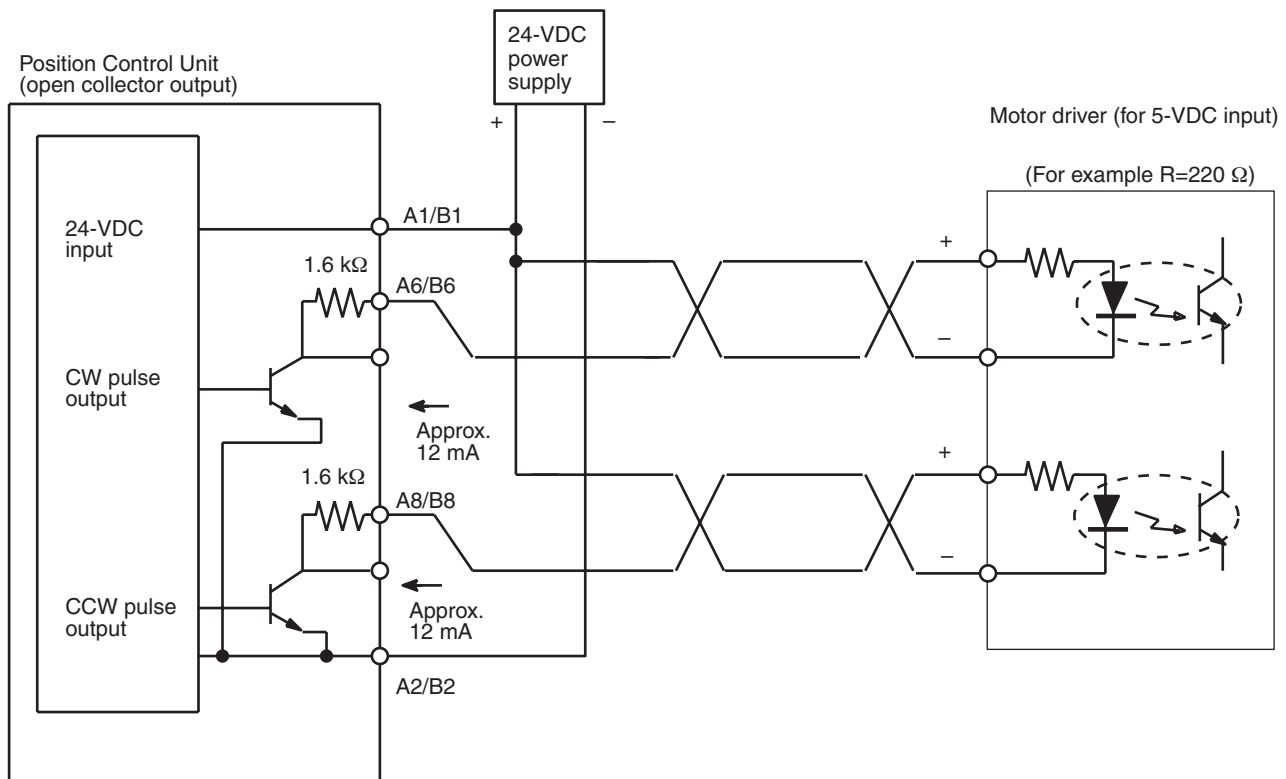 24-VDC
power
supply
Position Control Unit
(open collector output)
+
–
Motor driver (for 5-VDC input)
(For example R=220 Ω)
24-VDC
input
A1/B1
1.6 kΩ
A6/B6
+
–
CW pulse
output
Approx.
12 mA
1.6 kΩ
A8/B8
+
–
CCW pulse
output
Approx.
12 mA
A2/B2